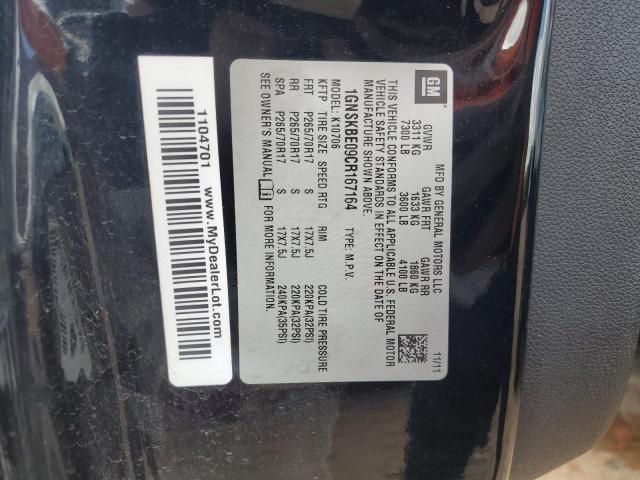 GM
MFD BY GENERAL MOTORS LLC
11/11
GVWR GAWR FRT GAWR RR
3311 KG 1633 KG 1860 KG
7300 LB 3600 LB 4100 LB
THIS VEHICLE CONFORMS TO ALL APPLICABLE U.S. FEDERAL MOTOR
VEHICLE SAFETY STANDARDS IN EFFECT ON THE DATE OF
MANUFACTURE SHOWN ABOVE.
1GNSKBE09CR167164 TYPE: M.P.V.
MODEL: K10706
KFTP TIRE SIZE SPEED RTG RIM COLD TIRE PRESSURE
FRT P265/70R17 S 17X7.5J 220KPA(32PSI)
RR P265/70R17 S 17X7.5J 220KPA(32PSI)
SPA P265/70R17 S 17X7.5J 240KPA(35PSI)
SEE OWNER'S MANUAL
1104701
www.MyDealerLot.com